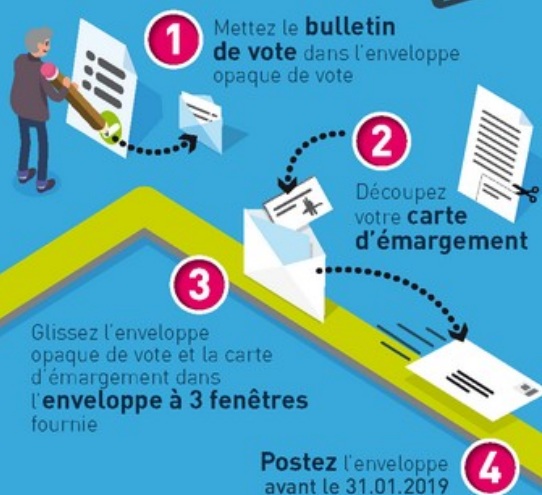 1
Mettez le bulletin
de vote dans l'enveloppe
opaque de vote
2
Découpez
votre carte
d'émargement
3
Glissez l'enveloppe
opaque de vote et la carte
d'émargement dans
l'enveloppe à 3 fenêtres
fournie
4
Postez l'enveloppe
avant le 31.01.2019